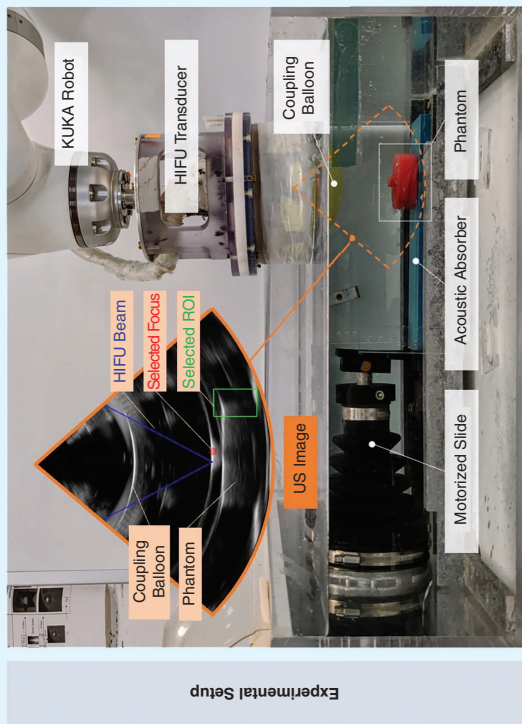 Experimental Setup
KUKA Robot
HIFU Transducer
Coupling
Balloon
Phantom
Acoustic Absorber
Motorized Slide
US Image
HIFU Beam
Selected Focus
Selected ROI
Coupling
Balloon
Phantom